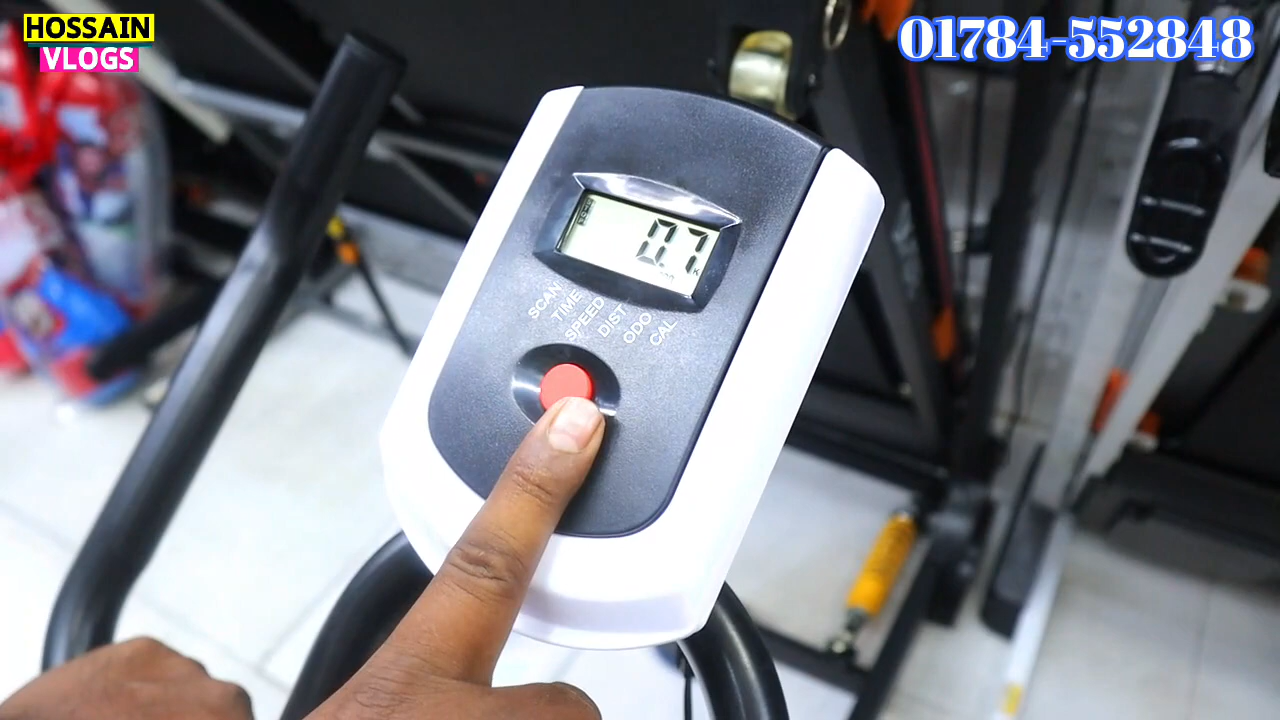 HOSSAIN
VLOGS
01784-552848
0.7
SCAN
TIME
SPEED
DIST
ODO
CAL